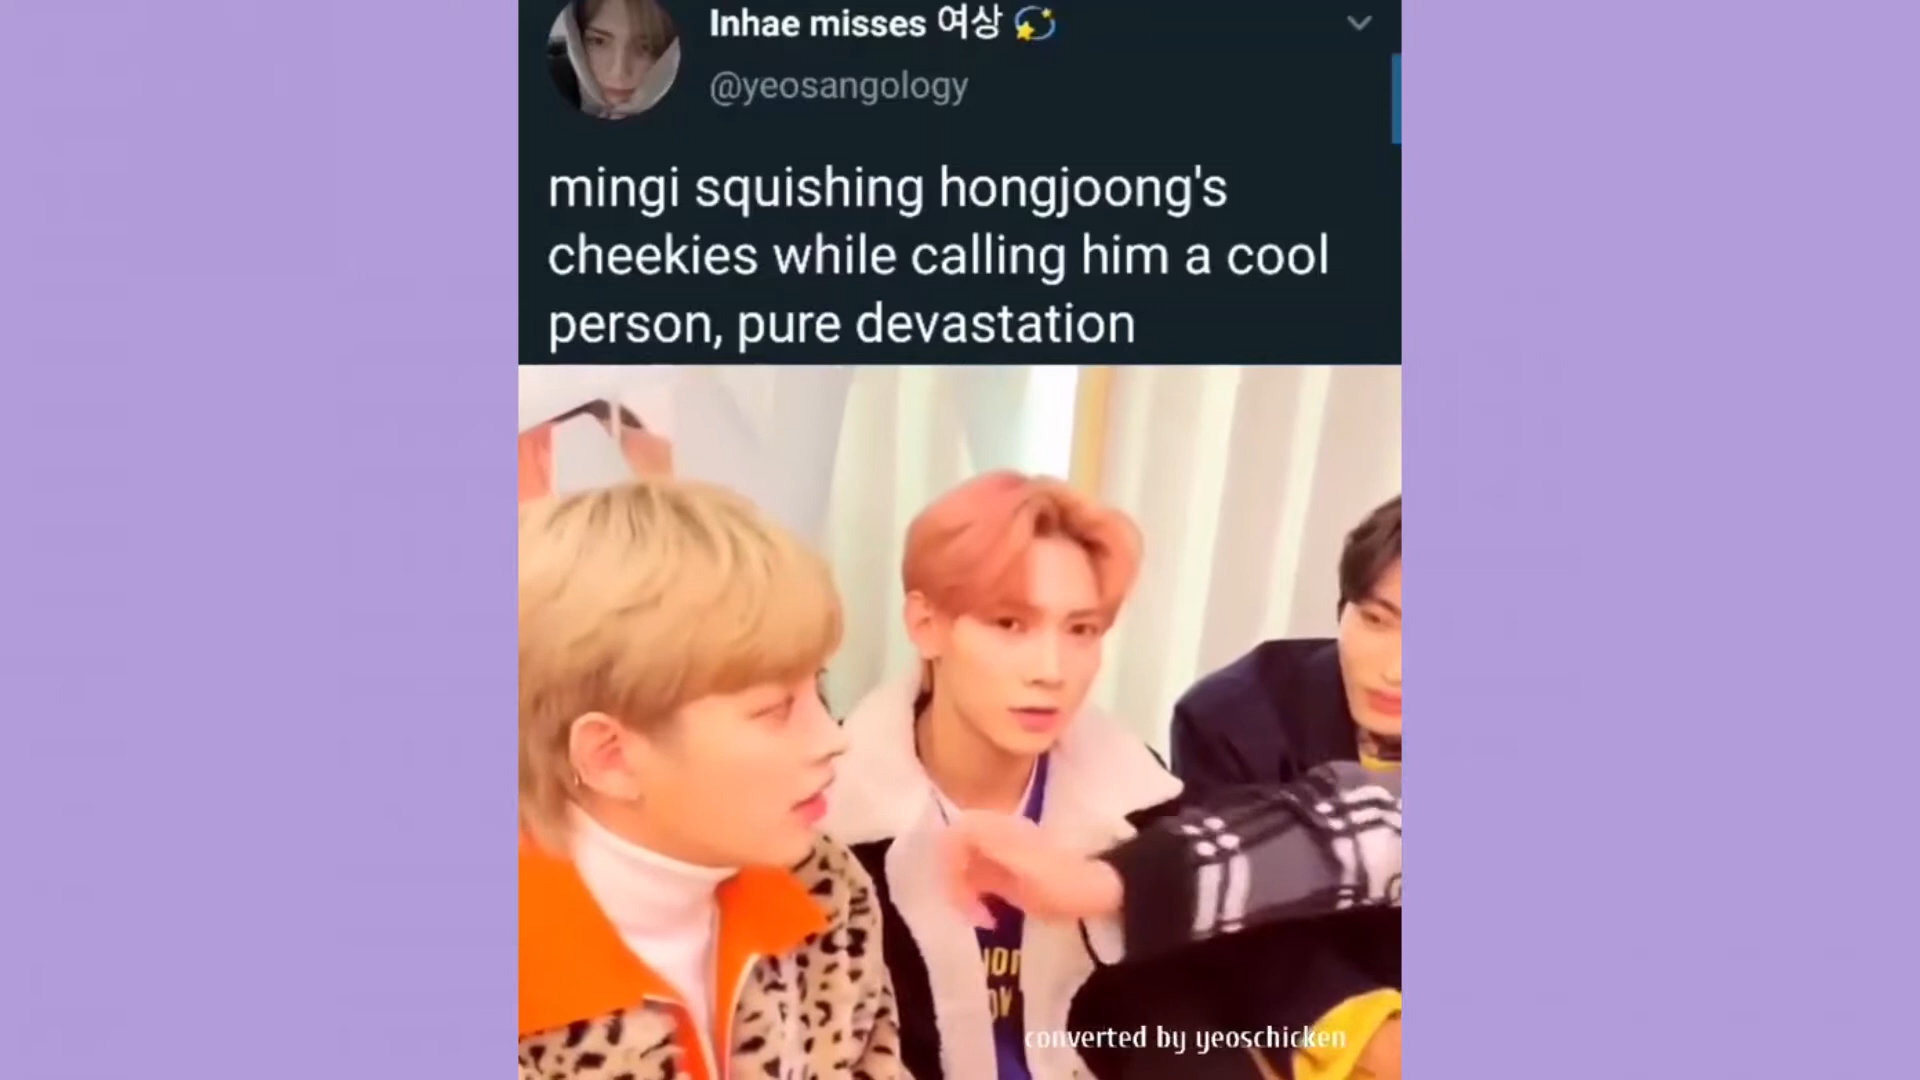 Inhae misses 여상 💫
@yeosangology
mingi squishing hongjoong's
cheekies while calling him a cool
person, pure devastation
converted by yeoschicken